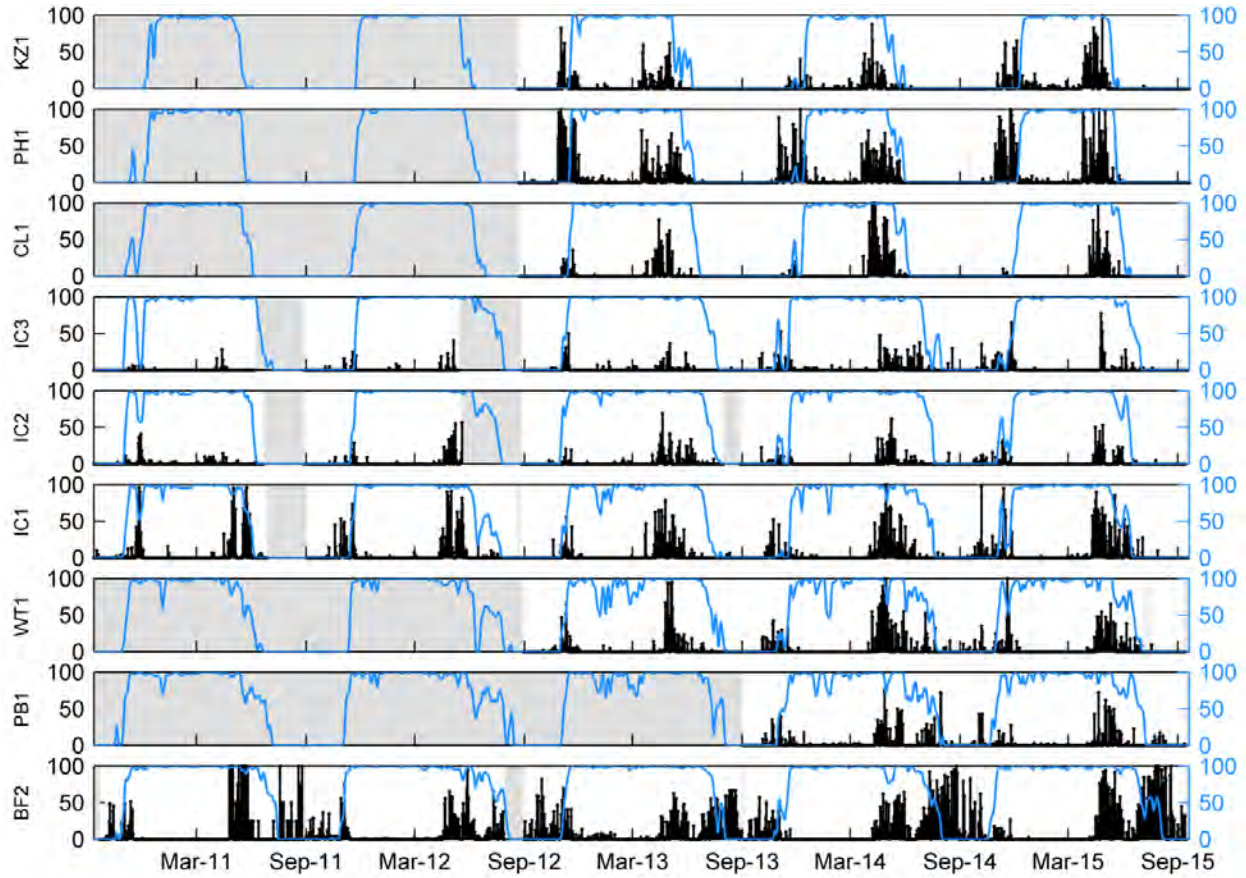 100 50 0 KZ1 100 50 0
100 50 0 PH1 100 50 0
100 50 0 CL1 100 50 0
100 50 0 IC3 100 50 0
100 50 0 IC2 100 50 0
100 50 0 IC1 100 50 0
100 50 0 WT1 100 50 0
100 50 0 PB1 100 50 0
100 50 0 BF2 100 50 0
Mar-11 Sep-11 Mar-12 Sep-12 Mar-13 Sep-13 Mar-14 Sep-14 Mar-15 Sep-15